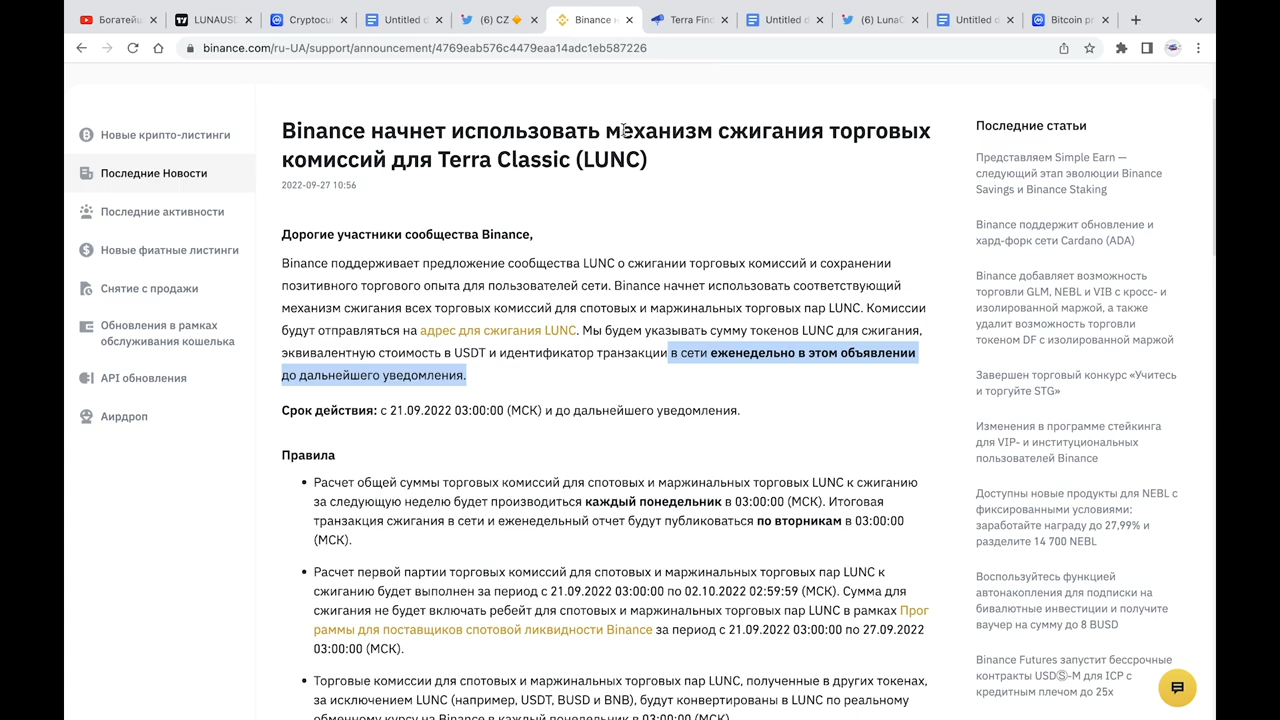 Богатейш
LUNAUSD
Cryptocur
Untitled d
(6) CZ🔶
Binance н
Terra Find
Untitled d
(6) LunaC
Untitled d
Bitcoin pr
binance.com/ru-UA/support/announcement/4769eab576c4479eaa14adc1eb587226
Новые крипто-листинги
Последние Новости
Последние активности
Новые фиатные листинги
Снятие с продажи
Обновления в рамках
обслуживания кошелька
API обновления
Аирдроп
Binance начнет использовать механизм сжигания торговых
комиссий для Terra Classic (LUNC)
2022-09-27 10:56
Дорогие участники сообщества Binance,
Binance поддерживает предложение сообщества LUNC о сжигании торговых комиссий и сохранении
позитивного торгового опыта для пользователей сети. Binance начнет использовать соответствующий
механизм сжигания всех торговых комиссий для спотовых и маржинальных торговых пар LUNC. Комиссии
будут отправляться на адрес для сжигания LUNC. Мы будем указывать сумму токенов LUNC для сжигания,
эквивалентную стоимость в USDT и идентификатор транзакции в сети еженедельно в этом объявлении
до дальнейшего уведомления.
Срок действия: с 21.09.2022 03:00:00 (МСК) и до дальнейшего уведомления.
Правила
• Расчет общей суммы торговых комиссий для спотовых и маржинальных торговых LUNC к сжиганию
за следующую неделю будет производиться каждый понедельник в 03:00:00 (МСК). Итоговая
транзакция сжигания в сети и еженедельный отчет будут публиковаться по вторникам в 03:00:00
(МСК).
• Расчет первой партии торговых комиссий для спотовых и маржинальных торговых пар LUNC к
сжиганию будет выполнен за период с 21.09.2022 03:00:00 по 02.10.2022 02:59:59 (МСК). Сумма для
сжигания не будет включать ребейт для спотовых и маржинальных торговых пар LUNC в рамках Прог
раммы для поставщиков спотовой ликвидности Binance за период с 21.09.2022 03:00:00 по 27.09.2022
03:00:00 (МСК).
• Торговые комиссии для спотовых и маржинальных торговых пар LUNC, полученные в других токенах,
за исключением LUNC (например, USDT, BUSD и BNB), будут конвертированы в LUNC по реальному
обменному курсу на Binance в каждый понедельник в 03:00:00 (МСК).
Последние статьи
Представляем Simple Earn —
следующий этап эволюции Binance
Savings и Binance Staking
Binance поддержит обновление и
хард-форк сети Cardano (ADA)
Binance добавляет возможность
торговли GLM, NEBL и VIB с кросс- и
изолированной маржой, а также
удалит возможность торговли
токеном DF с изолированной маржой
Завершен торговый конкурс «Учитесь
и торгуйте STG»
Изменения в программе стейкинга
для VIP- и институциональных
пользователей Binance
Доступны новые продукты для NEBL с
фиксированными условиями:
заработайте награду до 27,99% и
разделите 14 700 NEBL
Воспользуйтесь функцией
автонакопления для подписки на
бивалютные инвестиции и получите
ваучер на сумму до 8 BUSD
Binance Futures запустит бессрочные
контракты USDⓈ-M для ICP с
кредитным плечом до 25x